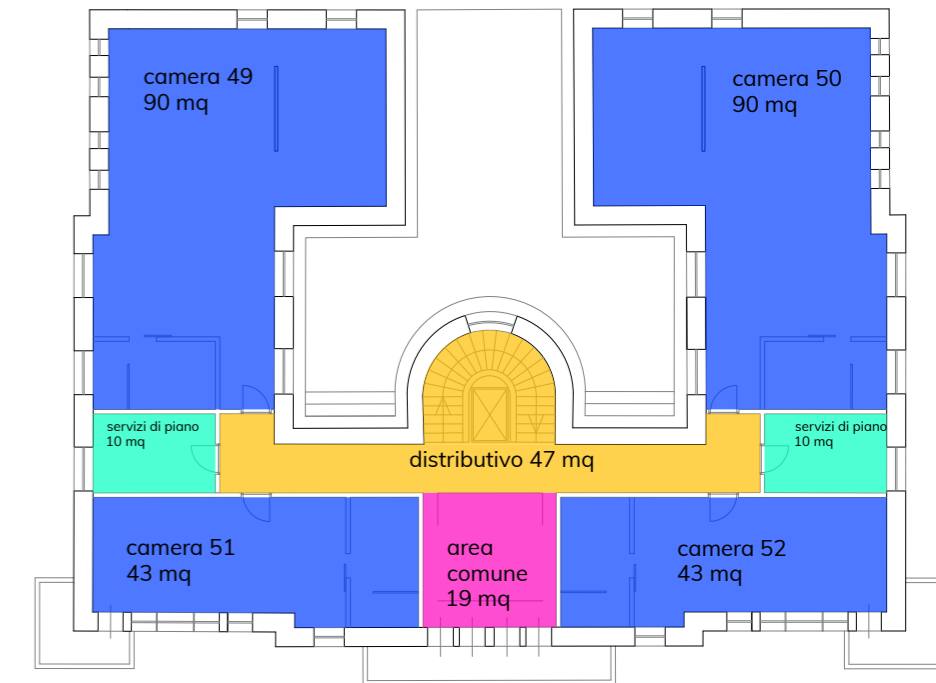 camera 49
90 mq
camera 50
90 mq
servizi di piano
10 mq
servizi di piano
10 mq
distributivo 47 mq
camera 51
43 mq
area
comune
19 mq
camera 52
43 mq